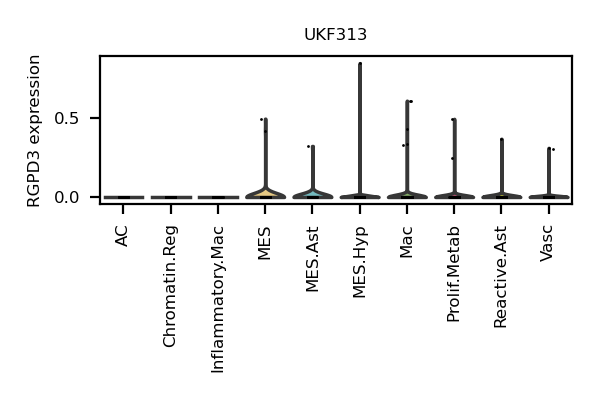 UKF313
RGPD3 expression
0.5
0.0
AC
Chromatin.Reg
Inflammatory.Mac
MES
MES.Ast
MES.Hyp
Mac
Prolif.Metab
Reactive.Ast
Vasc